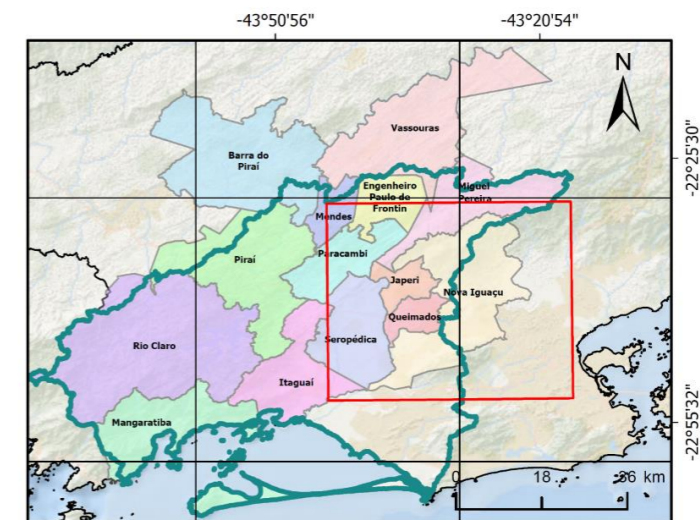 -43°50'56"
-43°20'54"
N
Vassouras
-22°25'30"
Barra do
Piraí
Engenheiro
Paulo de
Frontin
Miguel
Pereira
Mendes
Paracambi
Piraí
Japeri
Nova Iguaçu
Queimados
Seropédica
Rio Claro
Itaguaí
Mangaratiba
-22°55'32"
0 18 36 km